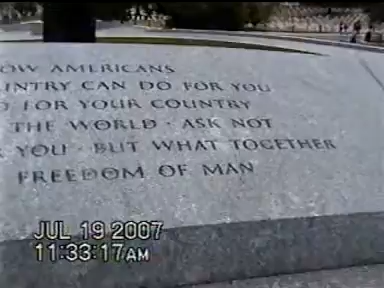 OW AMERICANS
UNTRY CAN DO FOR YOU
O FOR YOUR COUNTRY
THE WORLD · ASK NOT
YOU · BUT WHAT TOGETHER
FREEDOM OF MAN
JUL 19 2007
11:33:17AM